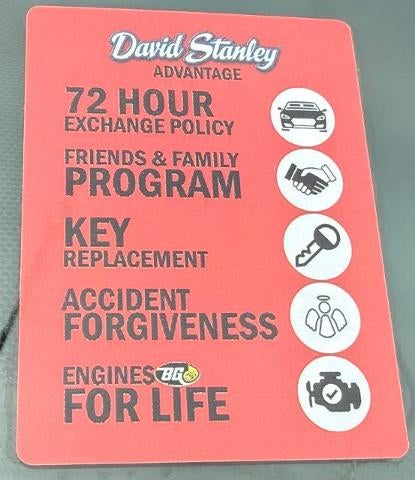 David Stanley
ADVANTAGE
72 HOUR
EXCHANGE POLICY
FRIENDS & FAMILY
PROGRAM
KEY
REPLACEMENT
ACCIDENT
FORGIVENESS
ENGINES BG
FOR LIFE